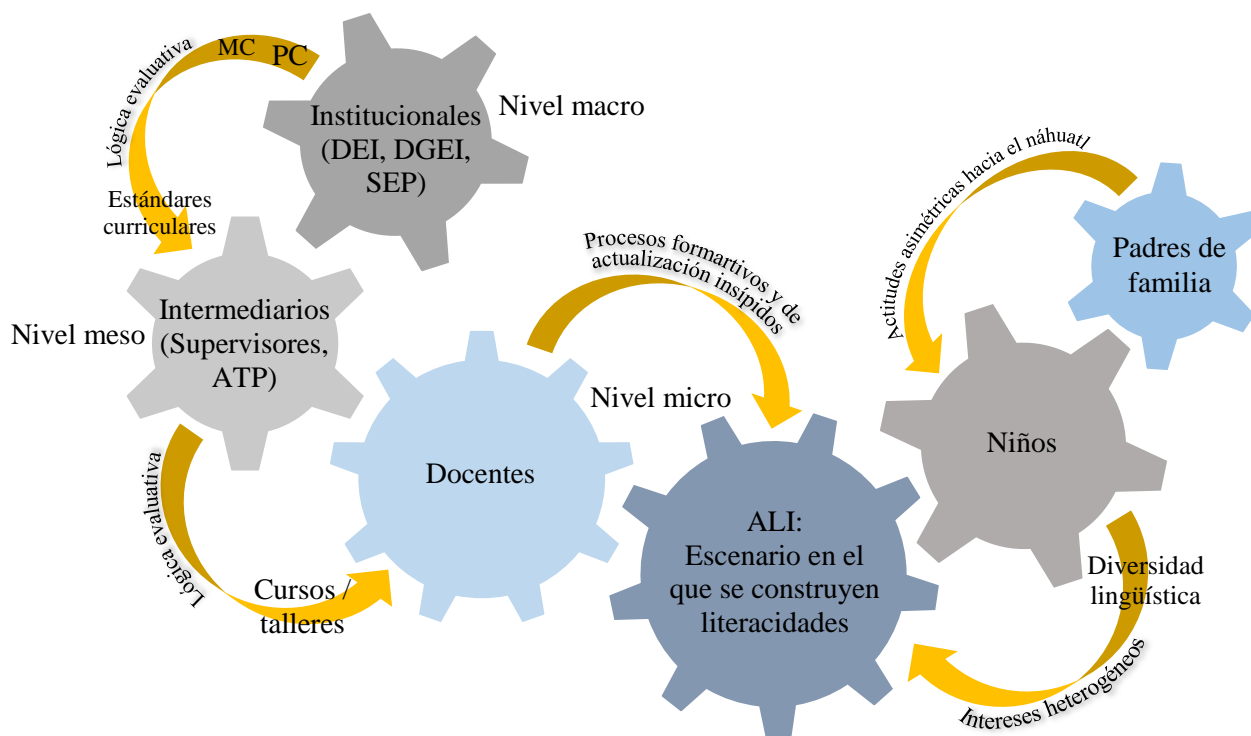 Lógica evaluativa
MC
PC
Institucionales
(DEI, DGEI,
SEP)
Nivel macro
Estándares
curriculares
Nivel meso
Intermediarios
(Supervisores,
ATP)
Lógica evaluativa
Cursos /
talleres
Docentes
Procesos formartivos y de
actualización insípidos
Nivel micro
ALI:
Escenario en el
que se construyen
literacidades
Actitudes asimétricas hacia el náhuatl
Padres de
familia
Niños
Diversidad
lingüística
Intereses heterogéneos